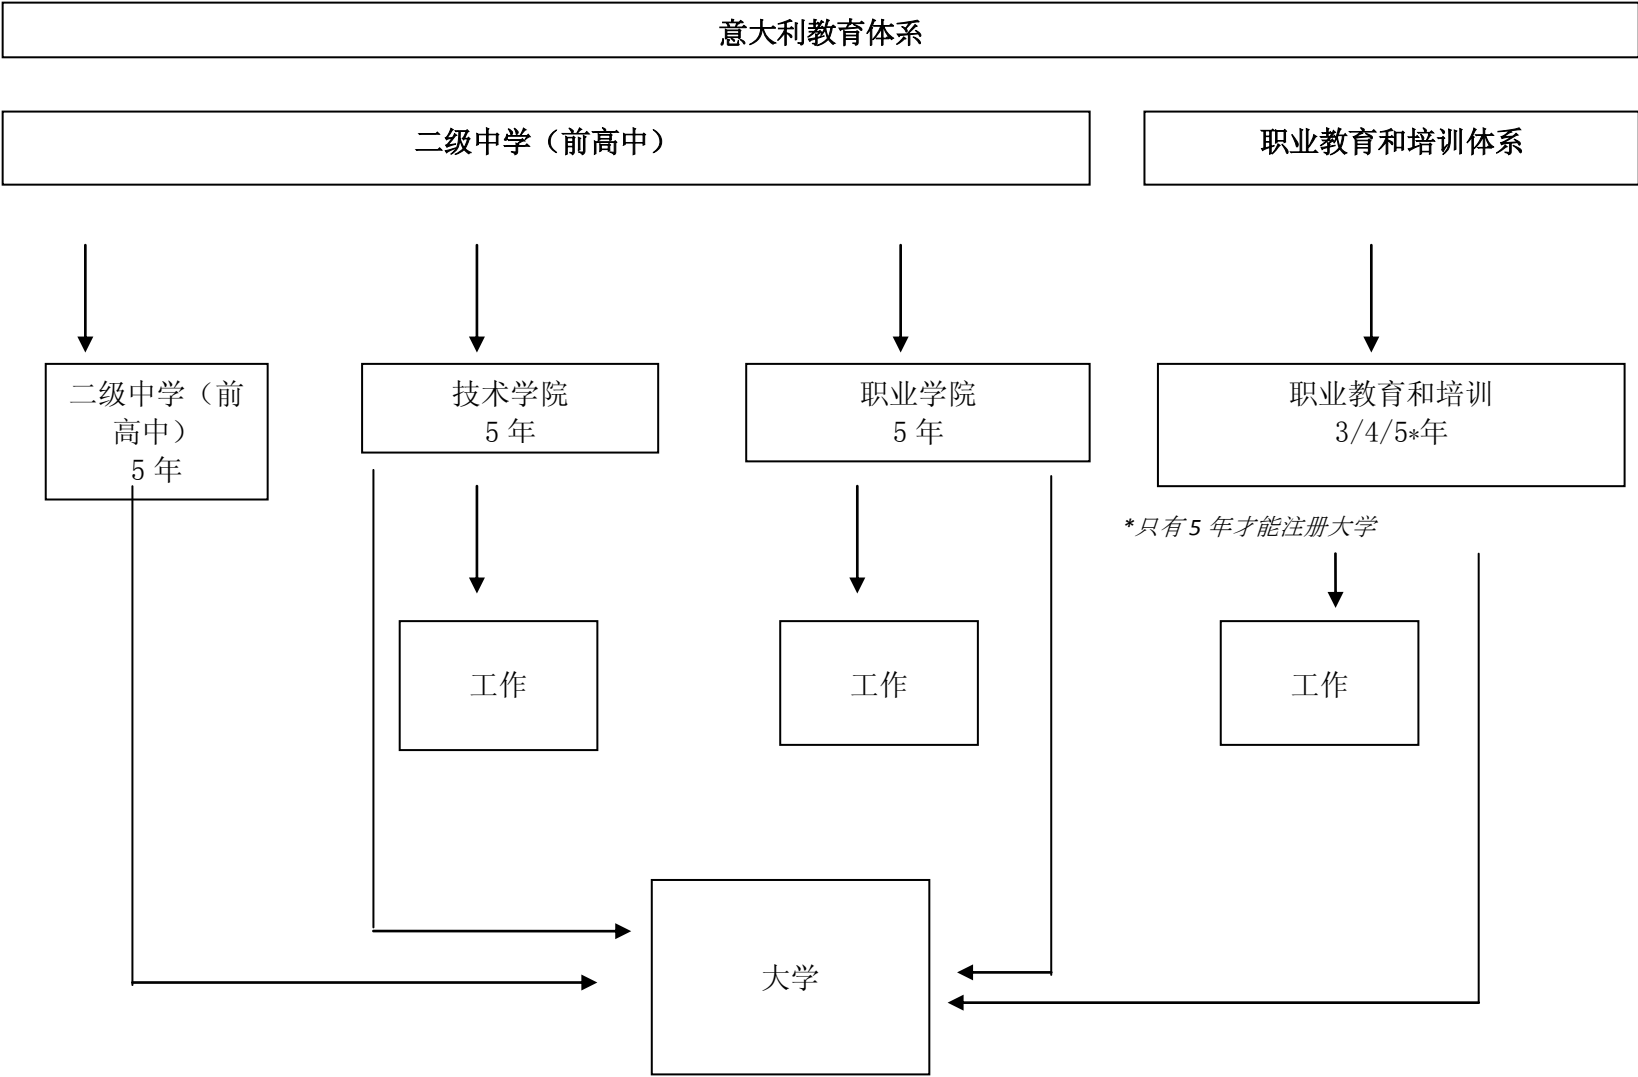 意大利教育体系
二级中学（前高中）
职业教育和培训体系
二级中学（前
高中）
5 年
技术学院
5 年
职业学院
5 年
职业教育和培训
3/4/5*年
*只有 5 年才能注册大学
工作
工作
工作
大学